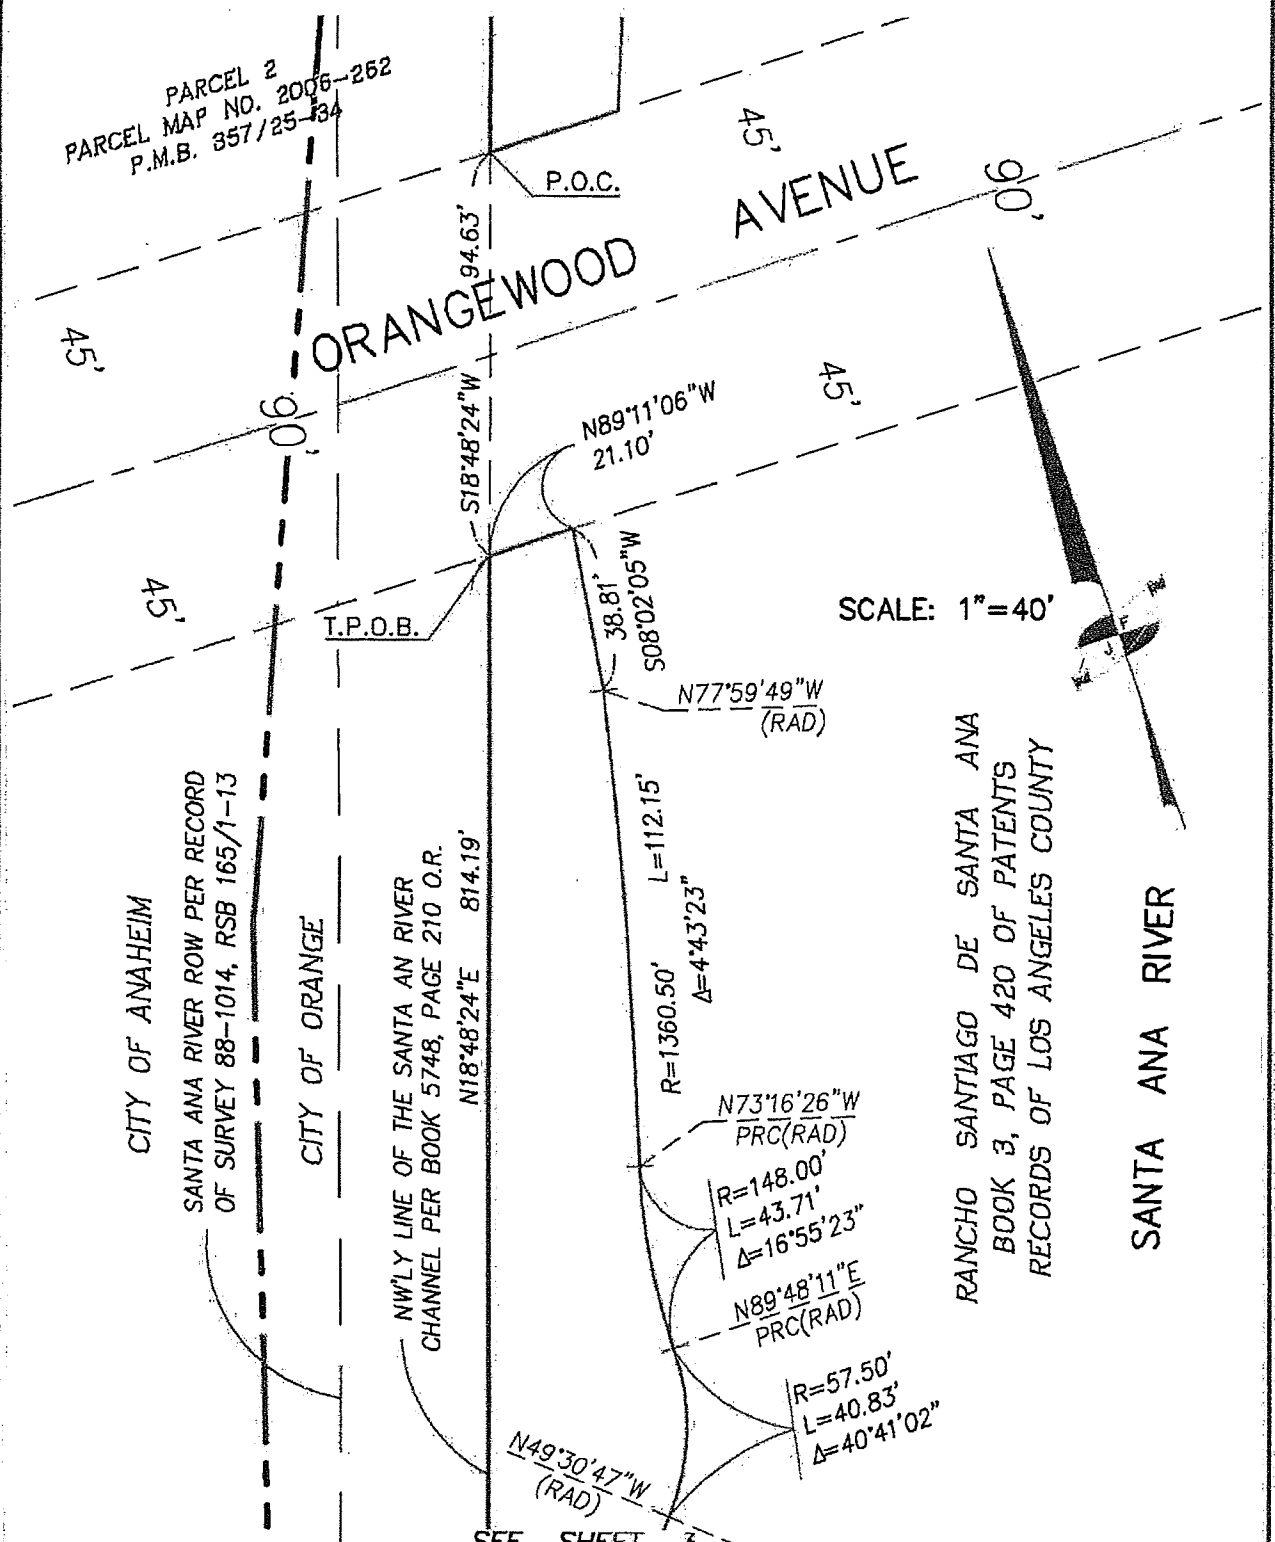 PARCEL 2
PARCEL MAP NO. 2006-262
P.M.B. 357/25-34
P.O.C.
45'
90'
ORANGEWOOD AVENUE
94.63'
S18°48'24"W
45'
90'
45'
N89°11'06"W
21.10'
45'
T.P.O.B.
38.81'
S08°02'05"W
SCALE: 1"=40'
N77°59'49"W
(RAD)
CITY OF ANAHEIM
SANTA ANA RIVER ROW PER RECORD
OF SURVEY 88-1014, RSB 165/1-13
CITY OF ORANGE
NW'LY LINE OF THE SANTA AN RIVER
CHANNEL PER BOOK 5748, PAGE 210 O.R.
N18°48'24"E 814.19'
R=1360.50' L=112.15'
Δ=4°43'23"
RANCHO SANTIAGO DE SANTA ANA
BOOK 3, PAGE 420 OF PATENTS
RECORDS OF LOS ANGELES COUNTY
SANTA ANA RIVER
N73°16'26"W
PRC(RAD)
R=148.00'
L=43.71'
Δ=16°55'23"
N89°48'11"E
PRC(RAD)
R=57.50'
L=40.83'
Δ=40°41'02"
N49°30'47"W
(RAD)
SEE SHEET 3